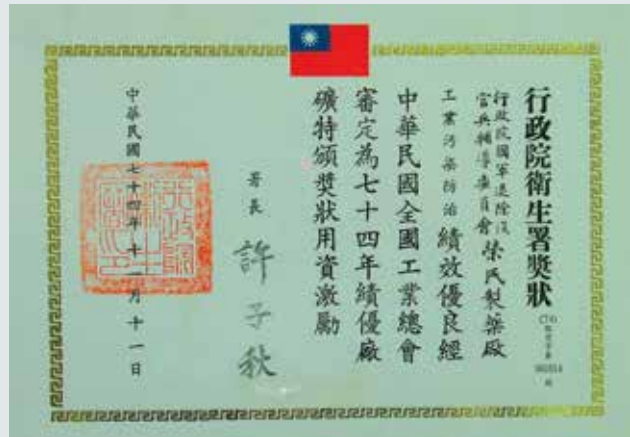 行政院衛生署獎狀
(74)
行政院國軍退除役
官兵輔導委員會榮民製藥廠
工業污染防治績效優良經
中華民國全國工業總會
審定為七十四年績優廠
礦特頒獎狀用資激勵
署長 許子秋
中華民國七十四年十一月十一日